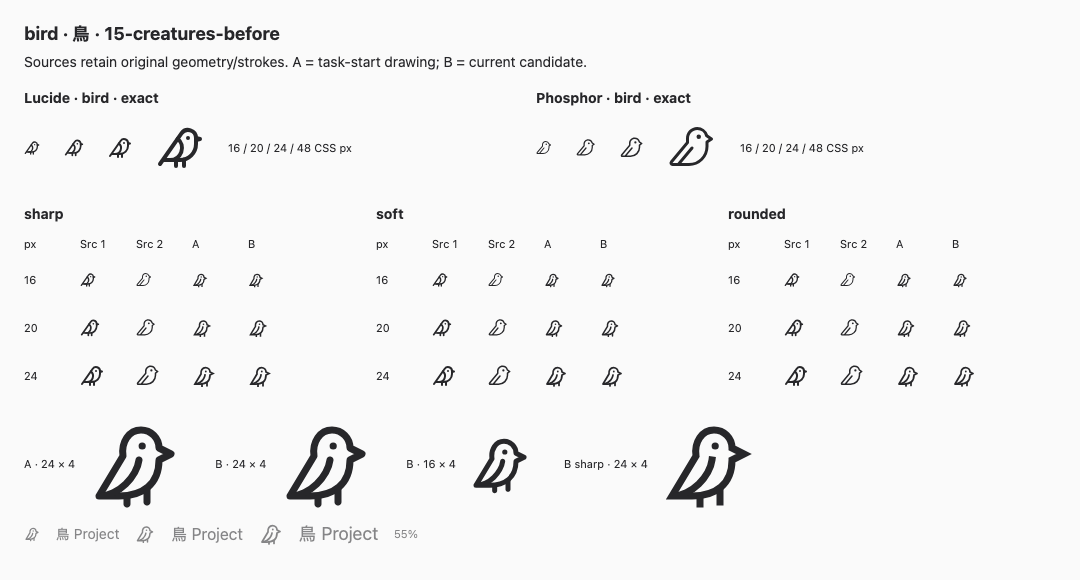 bird · 鳥 · 15-creatures-before
Sources retain original geometry/strokes. A = task-start drawing; B = current candidate.
Lucide · bird · exact
16 / 20 / 24 / 48 CSS px
Phosphor · bird · exact
16 / 20 / 24 / 48 CSS px
sharp
px Src 1 Src 2 A B
16
20
24
soft
px Src 1 Src 2 A B
16
20
24
rounded
px Src 1 Src 2 A B
16
20
24
A · 24 × 4
B · 24 × 4
B · 16 × 4
B sharp · 24 × 4
鳥 Project 鳥 Project 鳥 Project 55%